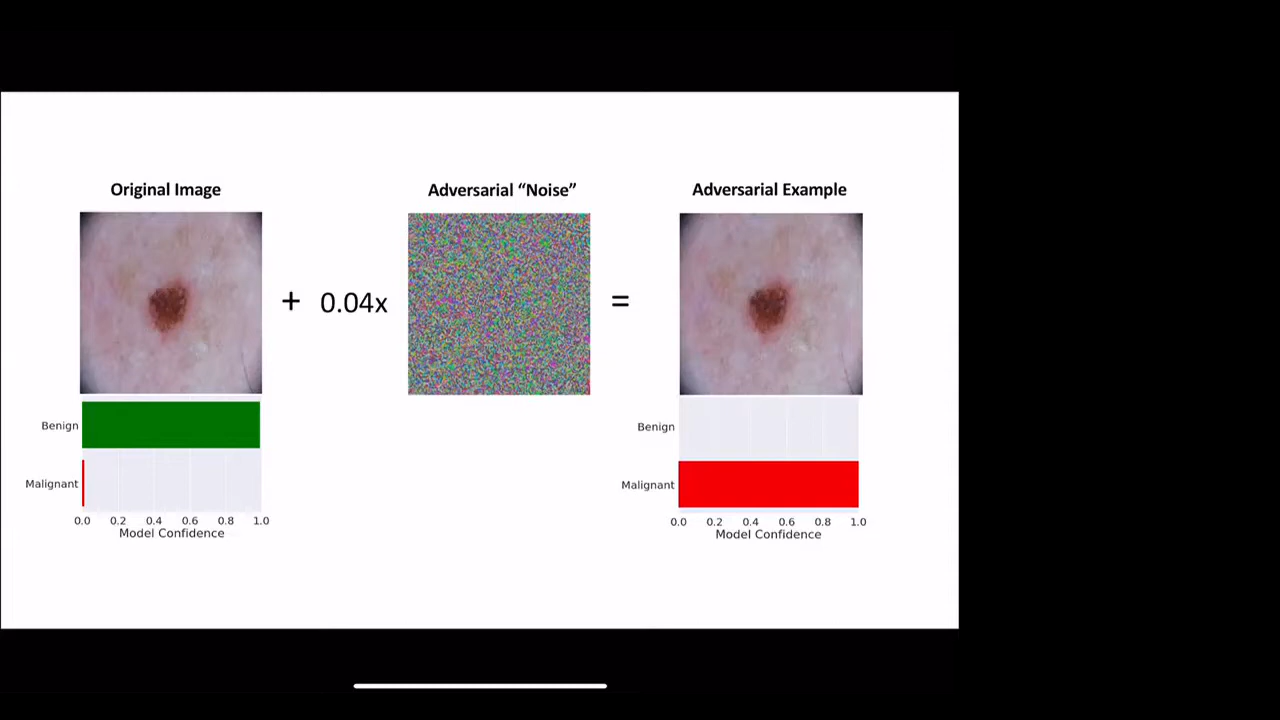 Original Image
Adversarial “Noise”
Adversarial Example
+ 0.04x
=
Benign
Malignant
0.0 0.2 0.4 0.6 0.8 1.0
Model Confidence
Benign
Malignant
0.0 0.2 0.4 0.6 0.8 1.0
Model Confidence